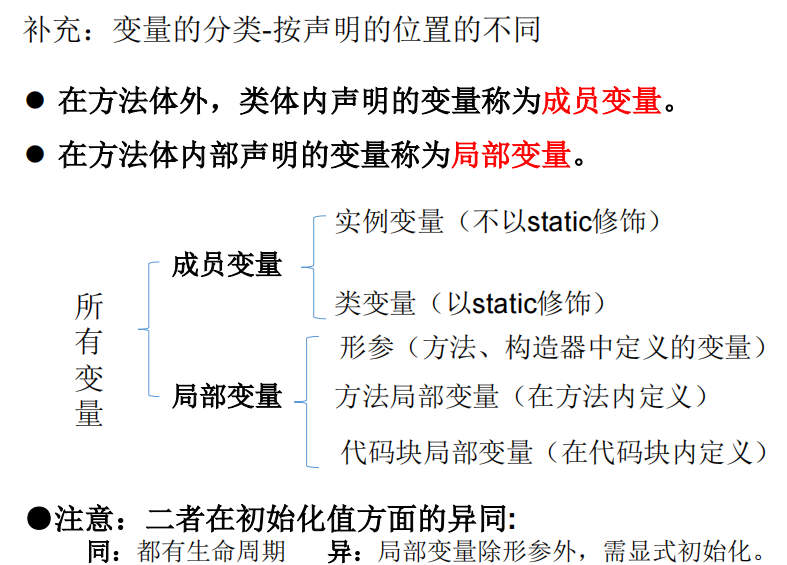 补充：变量的分类-按声明的位置的不同
● 在方法体外，类体内声明的变量称为成员变量。
● 在方法体内部声明的变量称为局部变量。
所有变量
成员变量
实例变量（不以static修饰）
类变量（以static修饰）
局部变量
形参（方法、构造器中定义的变量）
方法局部变量（在方法内定义）
代码块局部变量（在代码块内定义）
●注意：二者在初始化值方面的异同:
同：都有生命周期 异：局部变量除形参外，需显式初始化。